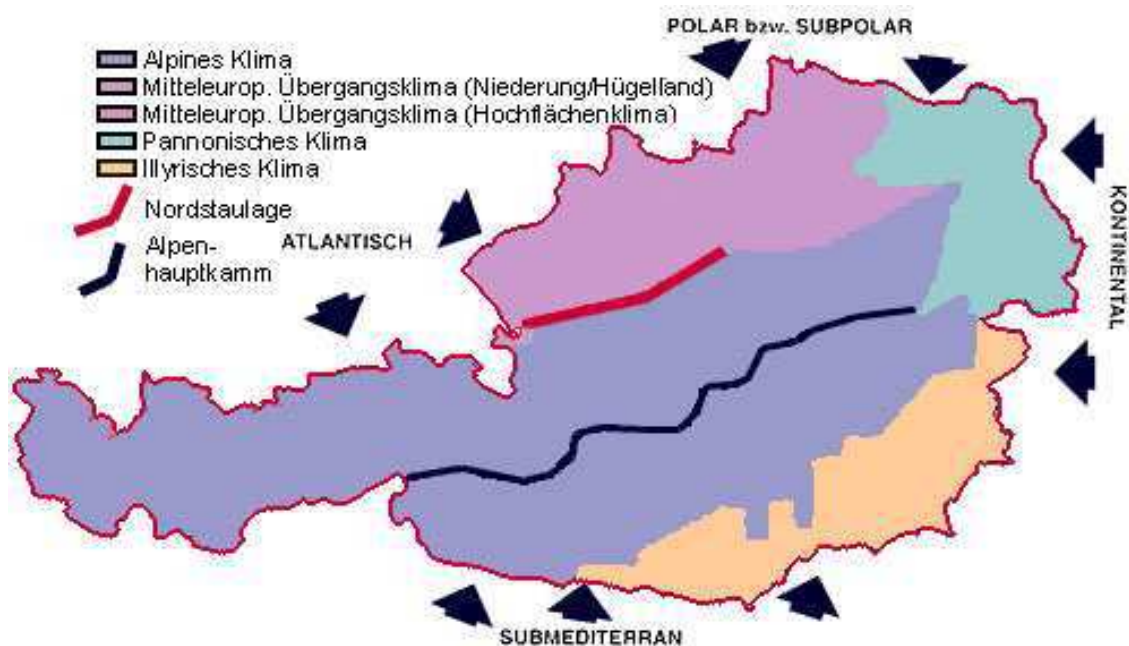 POLAR bzw. SUBPOLAR
Alpines Klima
Mitteleurop. Übergangsklima (Niederung/Hügelland)
Mitteleurop. Übergangsklima (Hochflächenklima)
Pannonisches Klima
Illyrisches Klima
Nordstaulage
Alpen-
hauptkamm
ATLANTISCH
KONTINENTAL
SUBMEDITERRAN